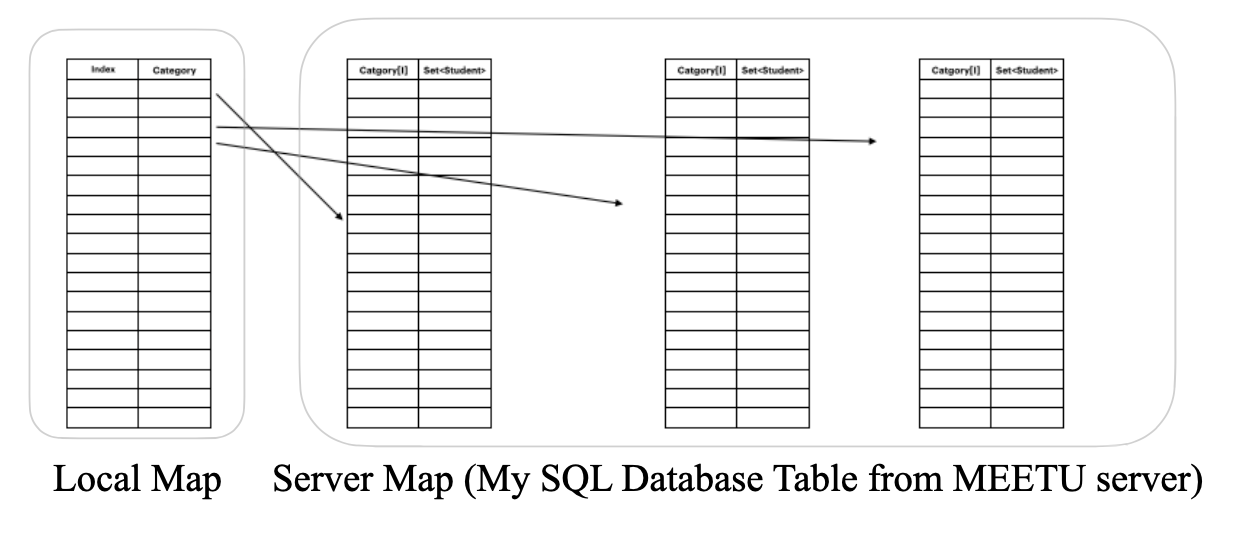 Index Category
Catgory[I] Set<Student>
Catgory[I] Set<Student>
Catgory[I] Set<Student>
Local Map
Server Map (My SQL Database Table from MEETU server)